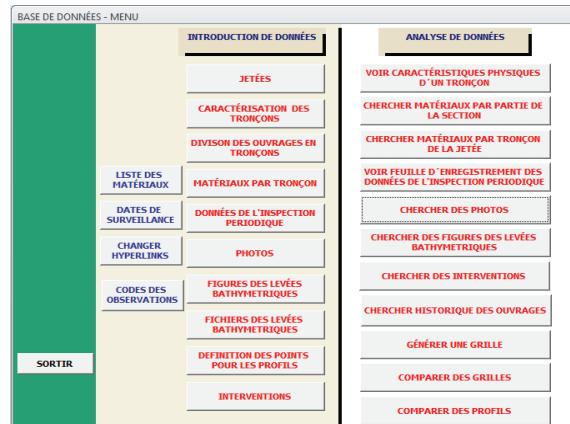 BASE DE DONNÉES - MENU
INTRODUCTION DE DONNÉES
JETÉES
CARACTÉRISATION DES
TRONÇONS
DIVISON DES OUVRAGES EN
TRONÇONS
MATÉRIAUX PAR TRONÇON
DONNÉES DE L'INSPECTION
PERIODIQUE
PHOTOS
FIGURES DES LEVÉES
BATHYMETRIQUES
FICHIERS DES LEVÉES
BATHYMETRIQUES
DEFINITION DES POINTS
POUR LES PROFILS
INTERVENTIONS
LISTE DES
MATÉRIAUX
DATES DE
SURVEILLANCE
CHANGER
HYPERLINKS
CODES DES
OBSERVATIONS
SORTIR
ANALYSE DE DONNÉES
VOIR CARACTÉRISTIQUES PHYSIQUES
D´UN TRONÇON
CHERCHER MATÉRIAUX PAR PARTIE DE
LA SECTION
CHERCHER MATÉRIAUX PAR TRONÇON
DE LA JETÉE
VOIR FEUILLE D´ENREGISTREMENT DES
DONNÉES DE L'INSPECTION PERIODIQUE
CHERCHER DES PHOTOS
CHERCHER DES FIGURES DES LEVÉES
BATHYMETRIQUES
CHERCHER DES INTERVENTIONS
CHERCHER HISTORIQUE DES OUVRAGES
GÉNÉRER UNE GRILLE
COMPARER DES GRILLES
COMPARER DES PROFILS